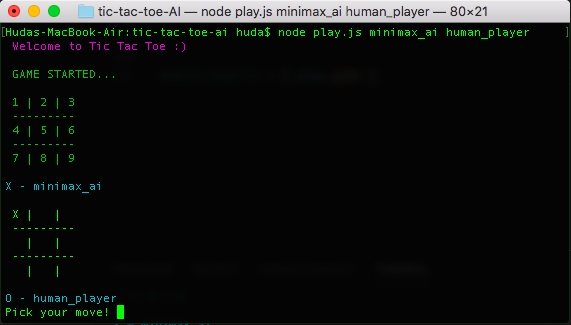 tic-tac-toe-AI — node play.js minimax_ai human_player — 80×21
[Hudas-MacBook-Air:tic-tac-toe-ai huda$ node play.js minimax_ai human_player ]
Welcome to Tic Tac Toe :)
GAME STARTED...
1 | 2 | 3
---------
4 | 5 | 6
---------
7 | 8 | 9
X - minimax_ai
X |   |
---------
  |   |
---------
  |   |
O - human_player
Pick your move!